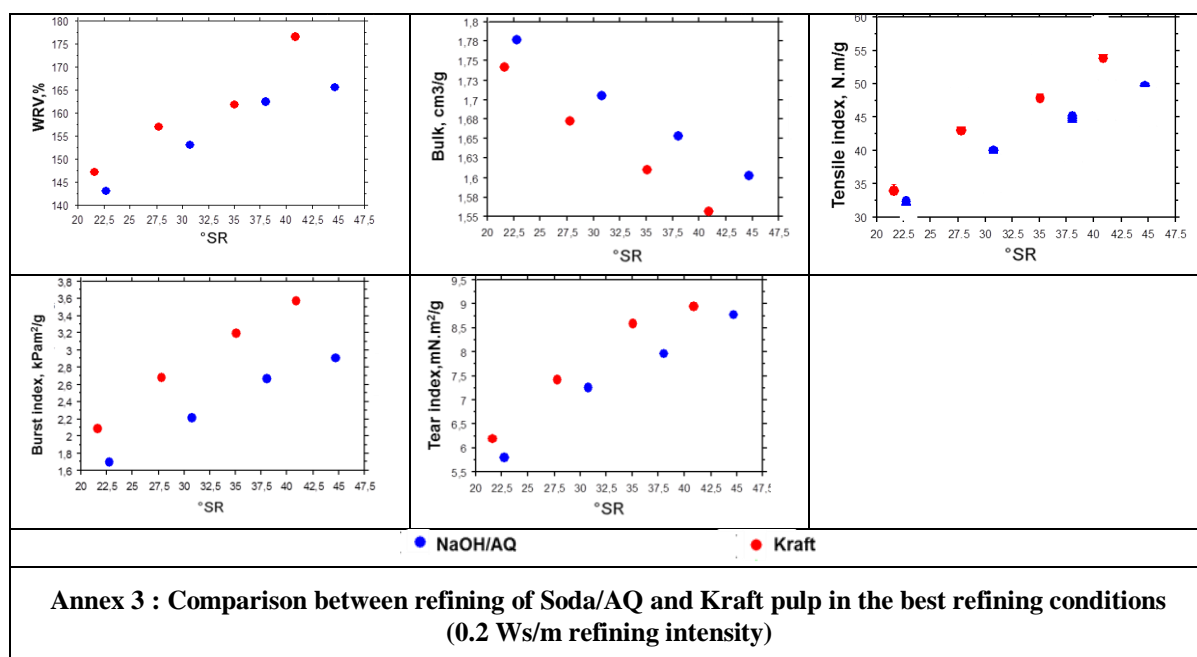 180
175
170
165
160
155
150
145
140
WRV,%
20 22,5 25 27,5 30 32,5 35 37,5 40 42,5 45 47,5
°SR
1,8
1,78
1,75
1,73
1,7
1,68
1,65
1,63
1,6
1,58
1,55
Bulk, cm3/g
20 22,5 25 27,5 30 32,5 35 37,5 40 42,5 45 47,5
°SR
60
55
50
45
40
35
30
Tensile index, N.m/g
20 22,5 25 27,5 30 32,5 35 37,5 40 42,5 45 47,5
°SR
3,8
3,6
3,4
3,2
3
2,8
2,6
2,4
2,2
2
1,8
1,6
Burst index, kPam²/g
20 22,5 25 27,5 30 32,5 35 37,5 40 42,5 45 47,5
°SR
9,5
9
8,5
8
7,5
7
6,5
6
5,5
Tear index,mN.m²/g
20 22,5 25 27,5 30 32,5 35 37,5 40 42,5 45 47,5
°SR
NaOH/AQ Kraft
Annex 3 : Comparison between refining of Soda/AQ and Kraft pulp in the best refining conditions
(0.2 Ws/m refining intensity)